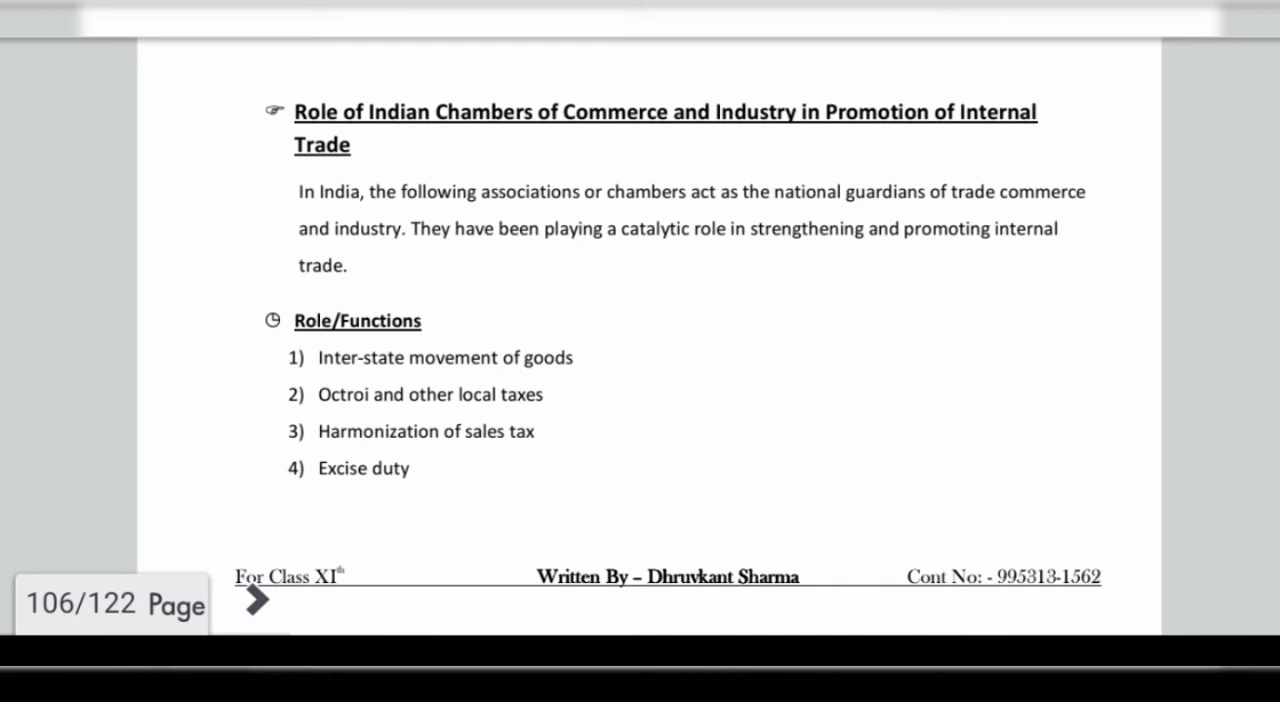 ☞ Role of Indian Chambers of Commerce and Industry in Promotion of Internal
Trade
In India, the following associations or chambers act as the national guardians of trade commerce
and industry. They have been playing a catalytic role in strengthening and promoting internal
trade.
Role/Functions
1) Inter-state movement of goods
2) Octroi and other local taxes
3) Harmonization of sales tax
4) Excise duty
For Class XIth Written By – Dhruvkant Sharma Cont No: - 995313-1562
106/122 Page